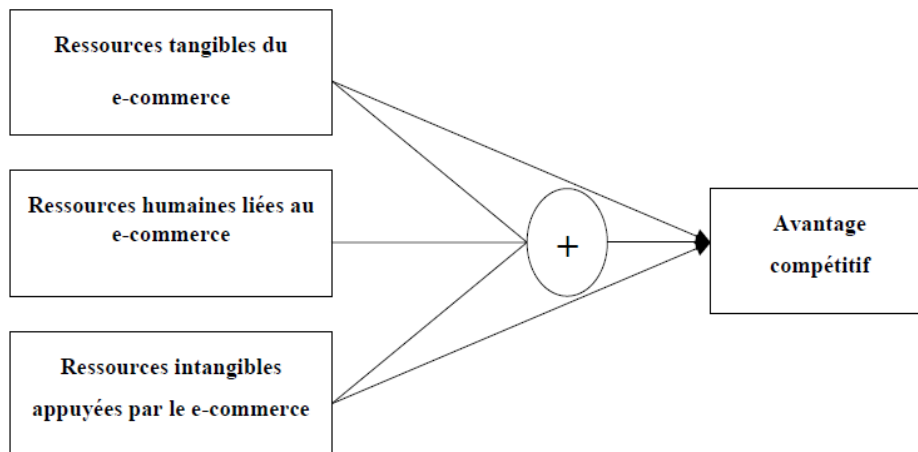 Ressources tangibles du
e-commerce
Ressources humaines liées au
e-commerce
+
Avantage
compétitif
Ressources intangibles
appuyées par le e-commerce